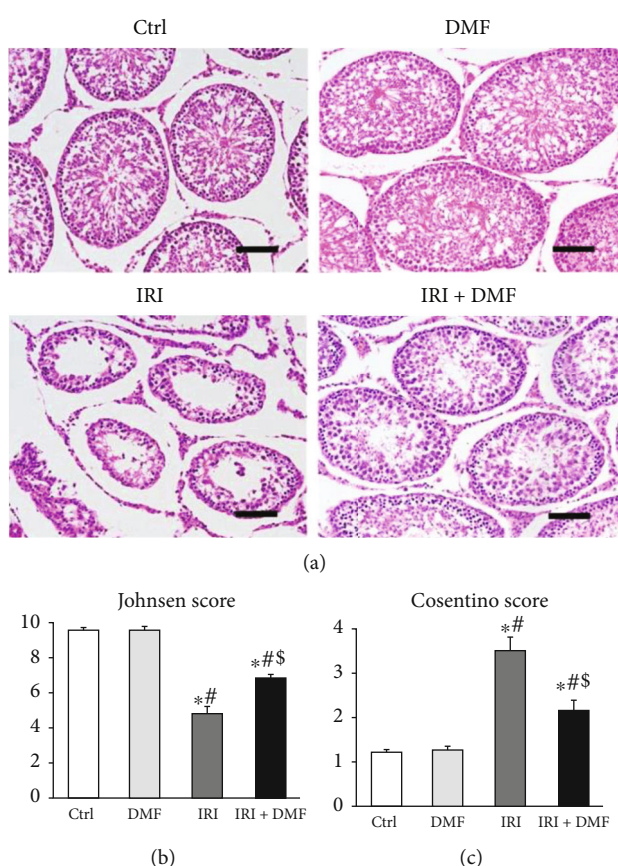 Ctrl
DMF
IRI
IRI + DMF
(a)
Johnsen score
10
8
6
4
2
0
*#
*#$
Ctrl
DMF
IRI
IRI + DMF
(b)
Cosentino score
4
3
2
1
0
*#
*#$
Ctrl
DMF
IRI
IRI + DMF
(c)